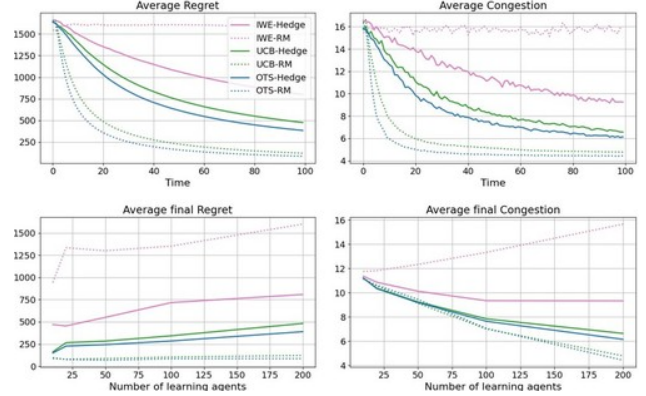 Average Regret
1500
1250
1000
750
500
250
0 20 40 60 80 100
Time
IWE-Hedge
IWE-RM
UCB-Hedge
UCB-RM
OTS-Hedge
OTS-RM
Average Congestion
16
14
12
10
8
6
4
0 20 40 60 80 100
Time
Average final Regret
1500
1250
1000
750
500
250
0
25 50 75 100 125 150 175 200
Number of learning agents
Average final Congestion
16
14
12
10
8
6
4
25 50 75 100 125 150 175 200
Number of learning agents